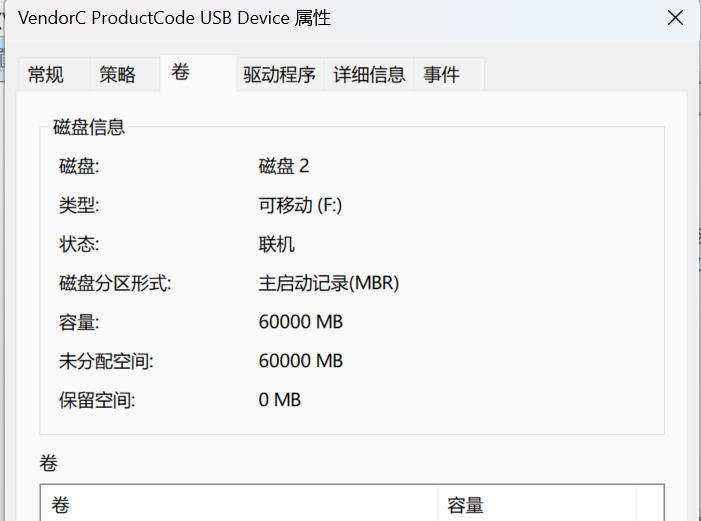 VendorC ProductCode USB Device 属性
常规 策略 卷 驱动程序 详细信息 事件
磁盘信息
磁盘: 磁盘 2
类型: 可移动 (F:)
状态: 联机
磁盘分区形式: 主启动记录(MBR)
容量: 60000 MB
未分配空间: 60000 MB
保留空间: 0 MB
卷
卷 容量